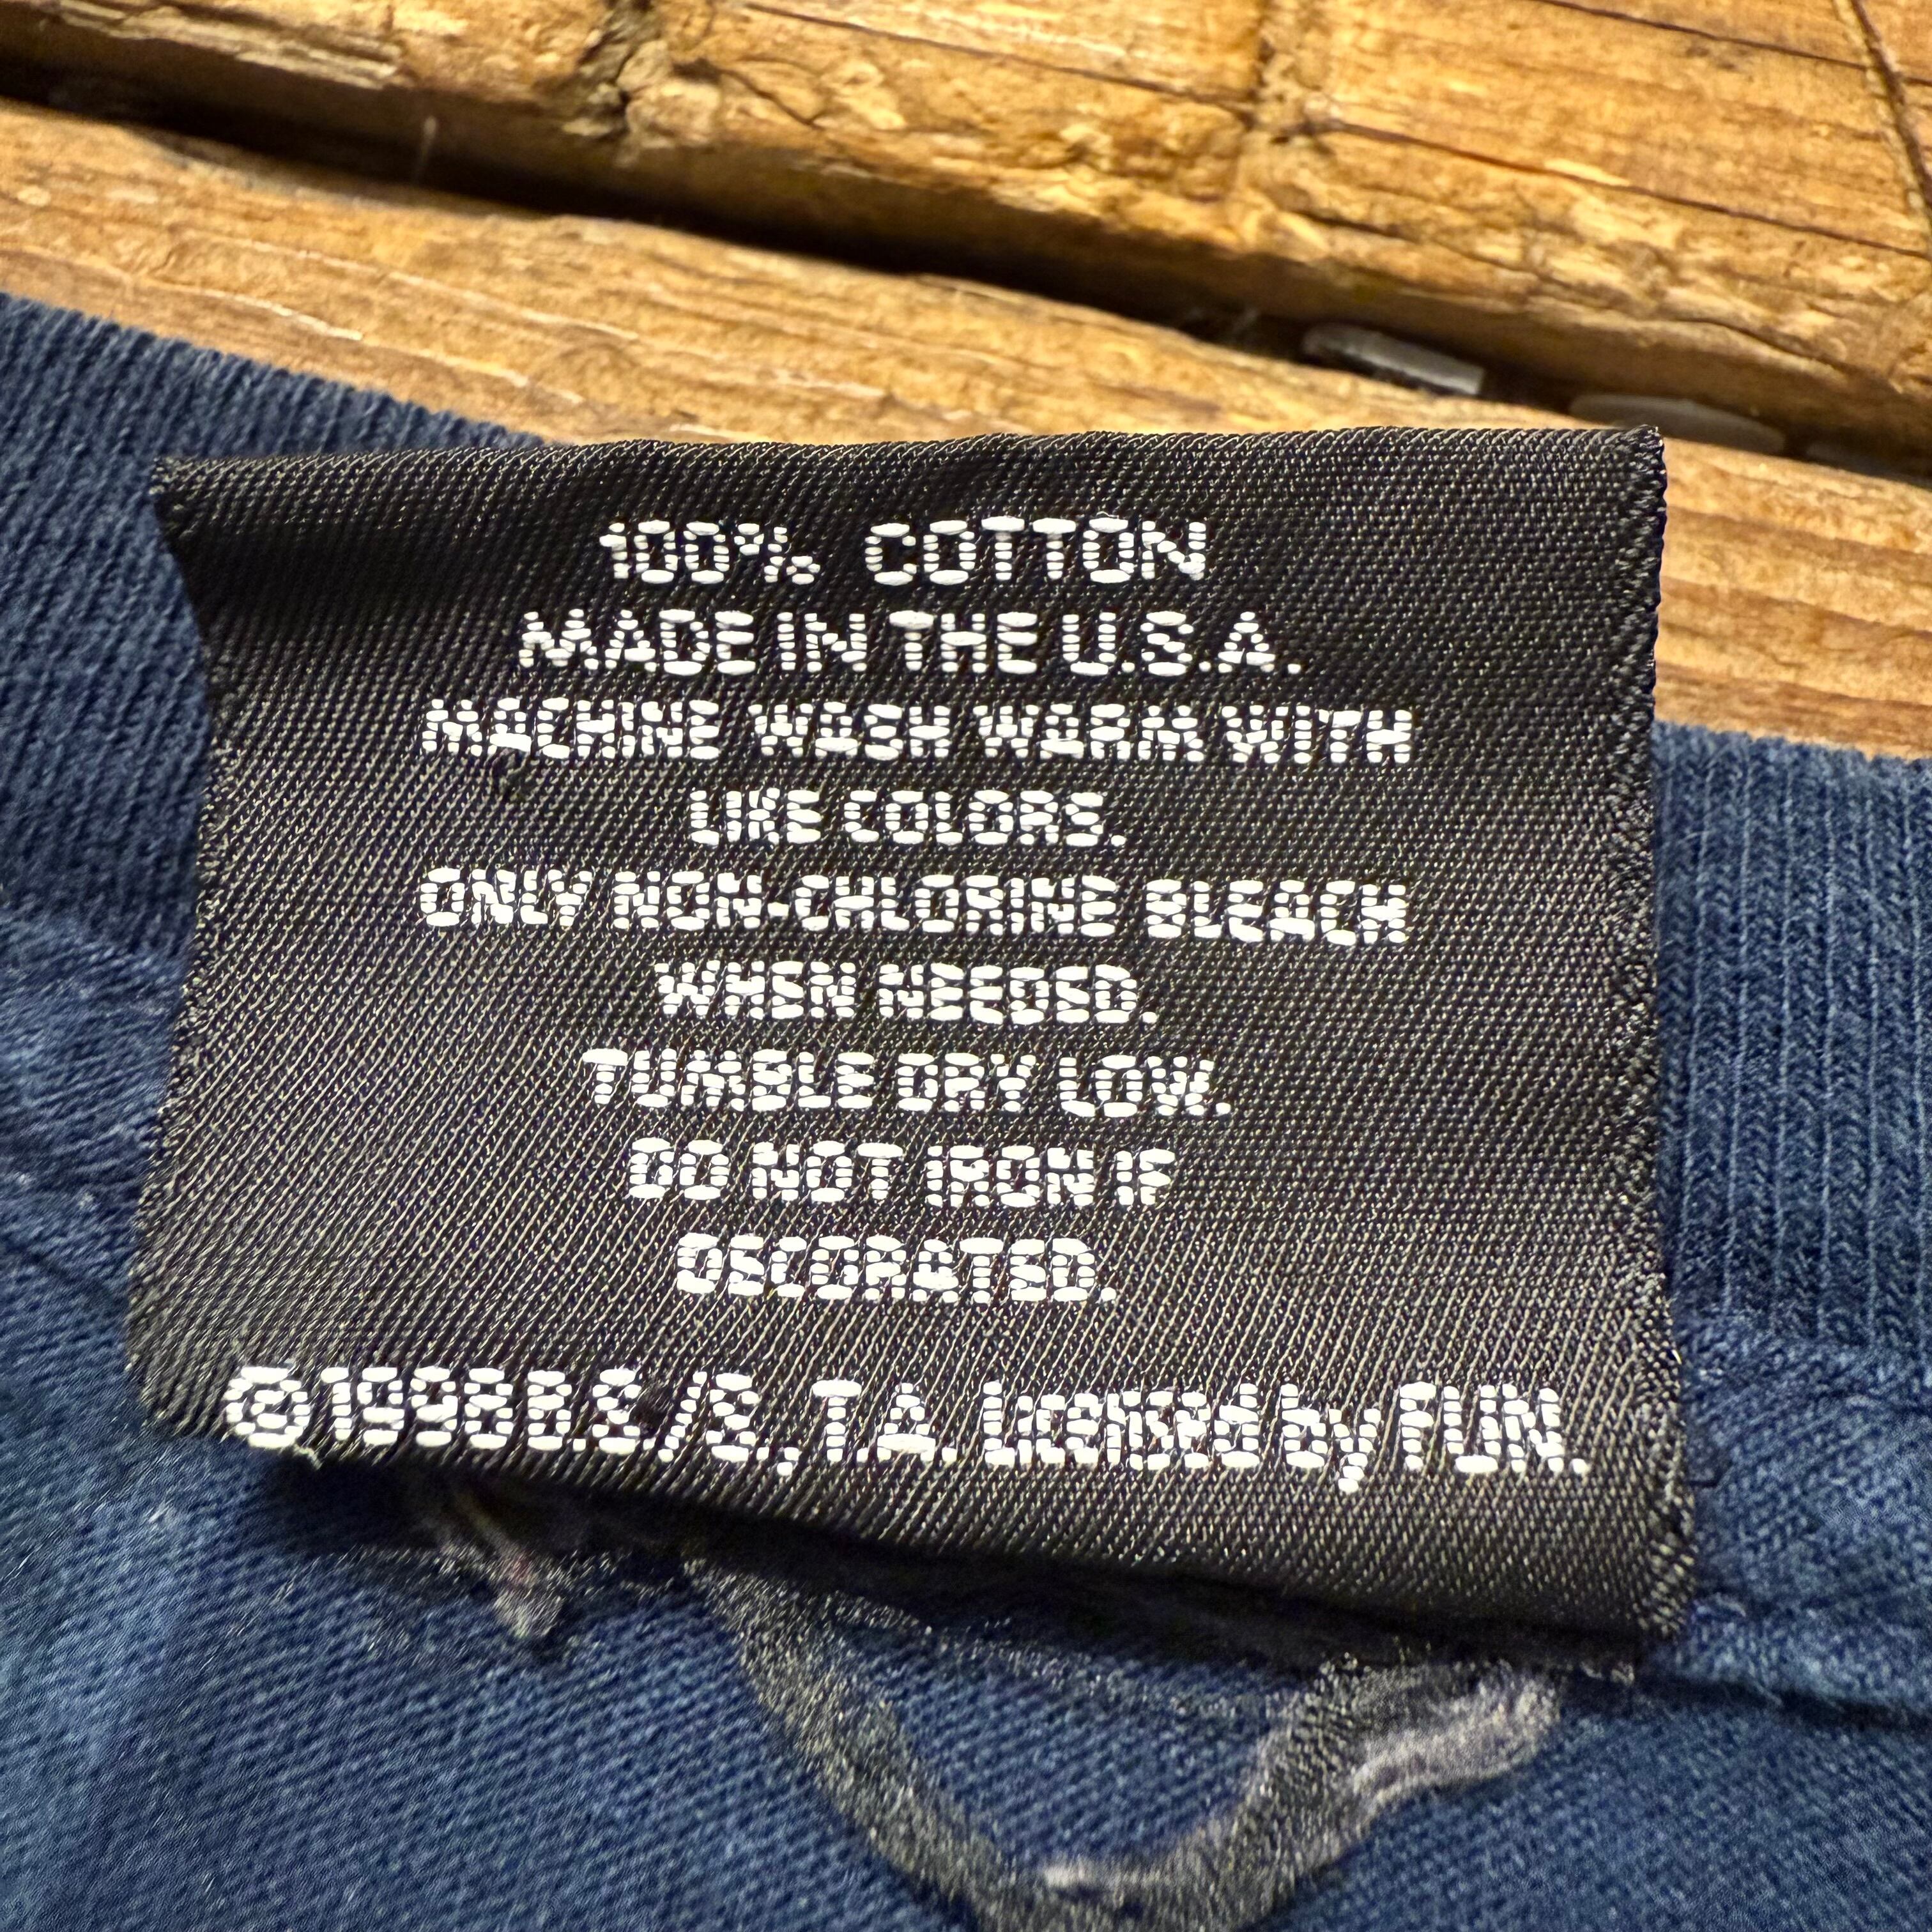 100% COTTON
MADE IN THE U.S.A.
MACHINE WASH WARM WITH
LIKE COLORS.
ONLY NON-CHLORINE BLEACH
WHEN NEEDED.
TUMBLE DRY LOW.
DO NOT IRON IF
DECORATED.
©1998 B.S./S.,T.A. Licensed by FUN.